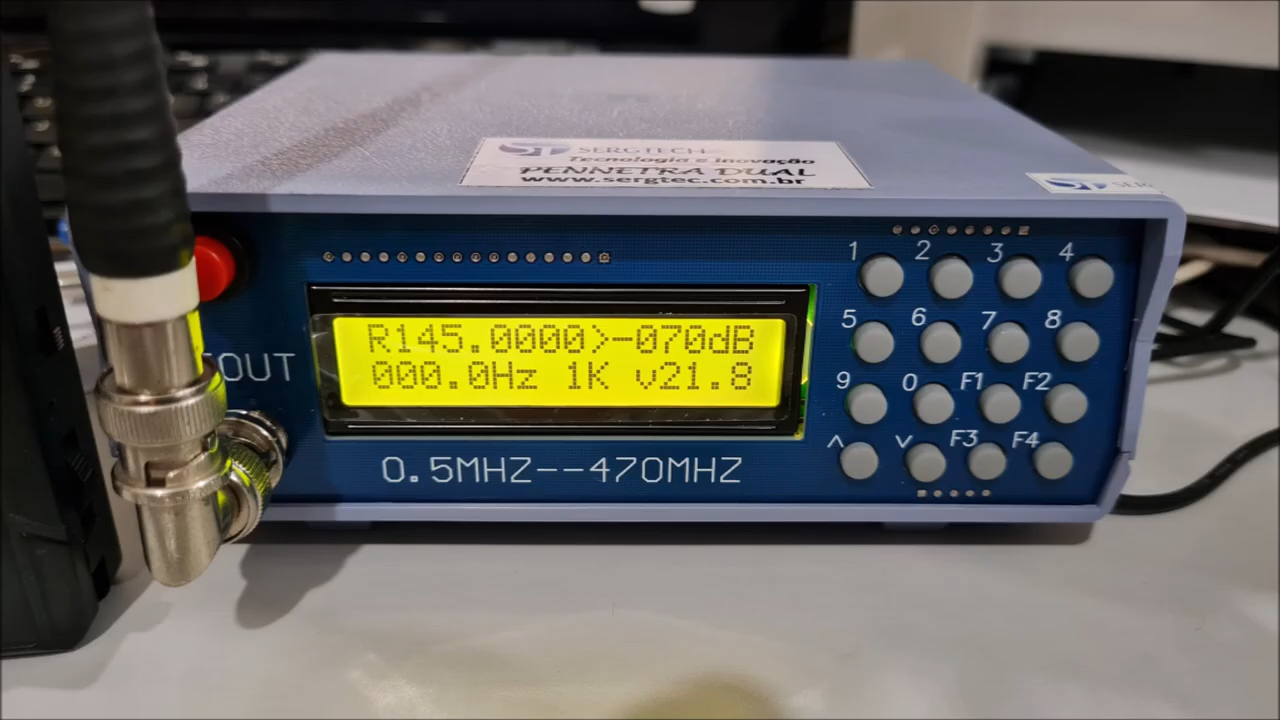 SERGTECH
Tecnologia e inovação
PENNETRA DUAL
www.sergtec.com.br
SER
1 2 3 4
OUT
R145.0000>-070dB
000.0Hz 1K v21.8
5 6 7 8
9 0 F1 F2
^ v F3 F4
0.5MHZ--470MHZ